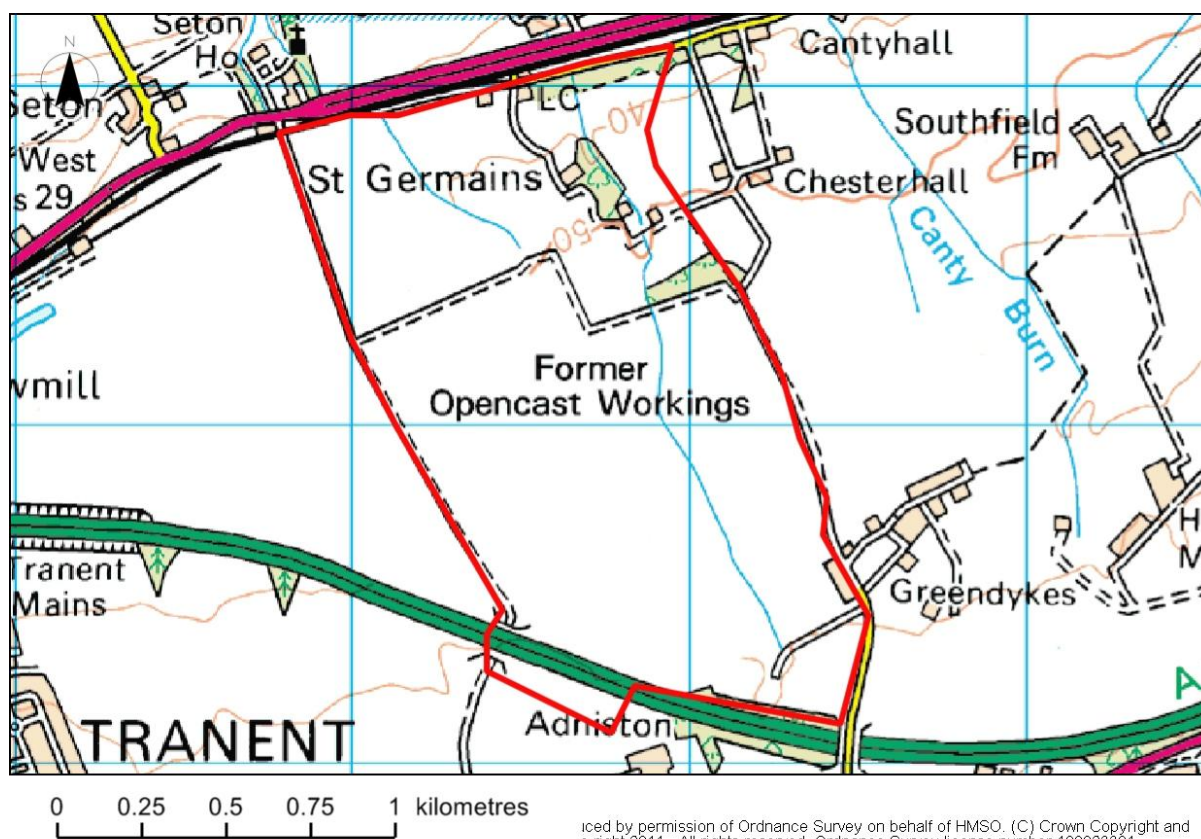 N
Seton
Ho
Cantyhall
Seton
West
s 29
LC
40
Southfield
Fm
St Germains
Chesterhall
50
Canty
Burn
Former
Opencast Workings
wmill
Tranent
Mains
Greendykes
H
M
A
Adniston
TRANENT
0 0.25 0.5 0.75 1 kilometres
iced by permission of Ordnance Survey on behalf of HMSO. (C) Crown Copyright and